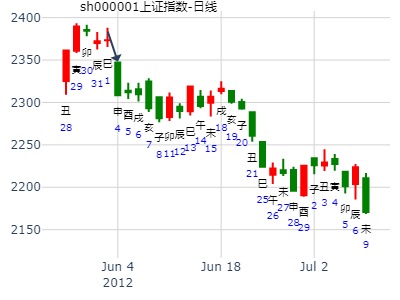 sh000001上证指数-日线
2400
2350
2300
2250
2200
2150
丑
28
寅
29
卯
30
辰
31
巳
1
申
4
酉
5
戌
6
亥
7
子
8
卯
11
辰
12
巳
13
午
14
未
15
戌
18
亥
19
子
20
丑
21
巳
25
午
26
未
27
申
28
酉
29
子
2
丑
3
寅
4
卯
5
辰
6
未
9
Jun 4
2012
Jun 18
Jul 2